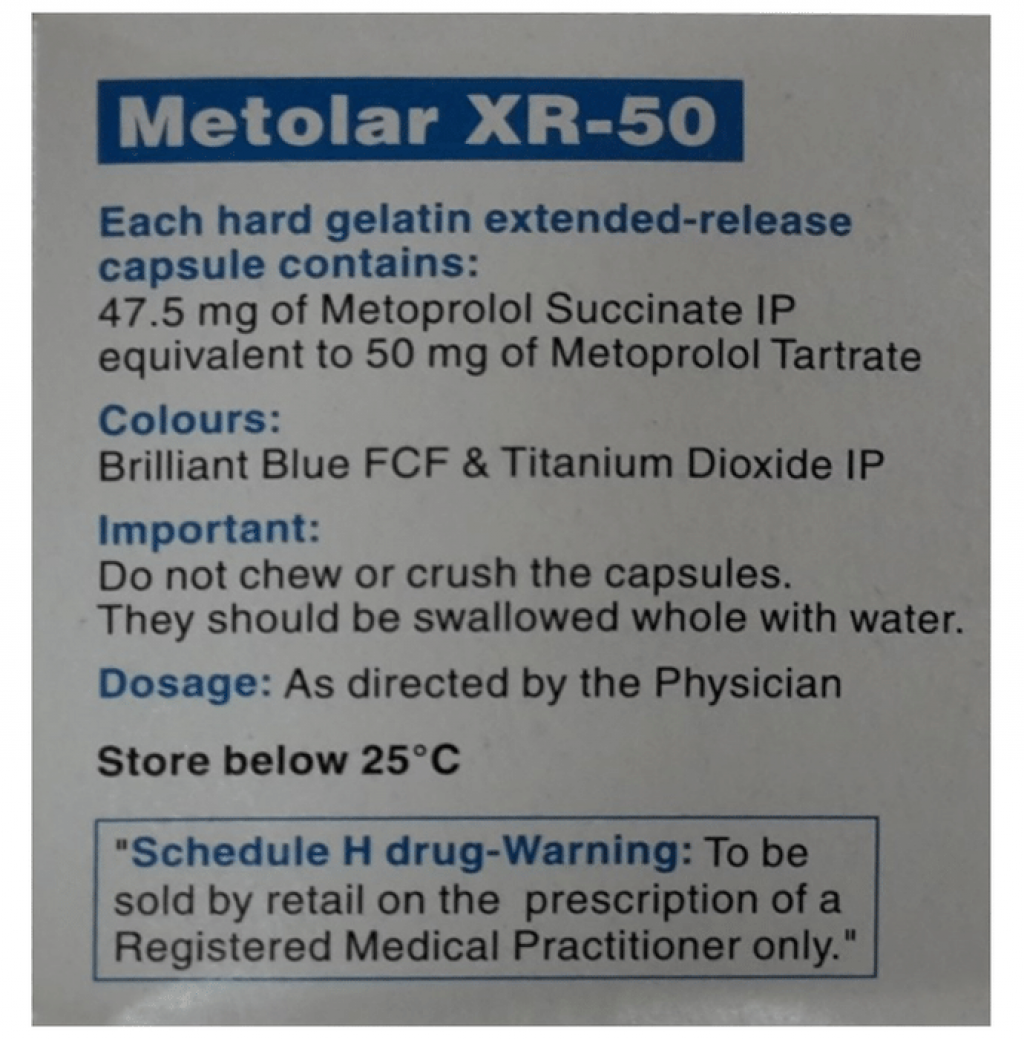 Metolar XR-50
Each hard gelatin extended-release
capsule contains:
47.5 mg of Metoprolol Succinate IP
equivalent to 50 mg of Metoprolol Tartrate
Colours:
Brilliant Blue FCF & Titanium Dioxide IP
Important:
Do not chew or crush the capsules.
They should be swallowed whole with water.
Dosage: As directed by the Physician
Store below 25°C
"Schedule H drug-Warning: To be
sold by retail on the prescription of a
Registered Medical Practitioner only."